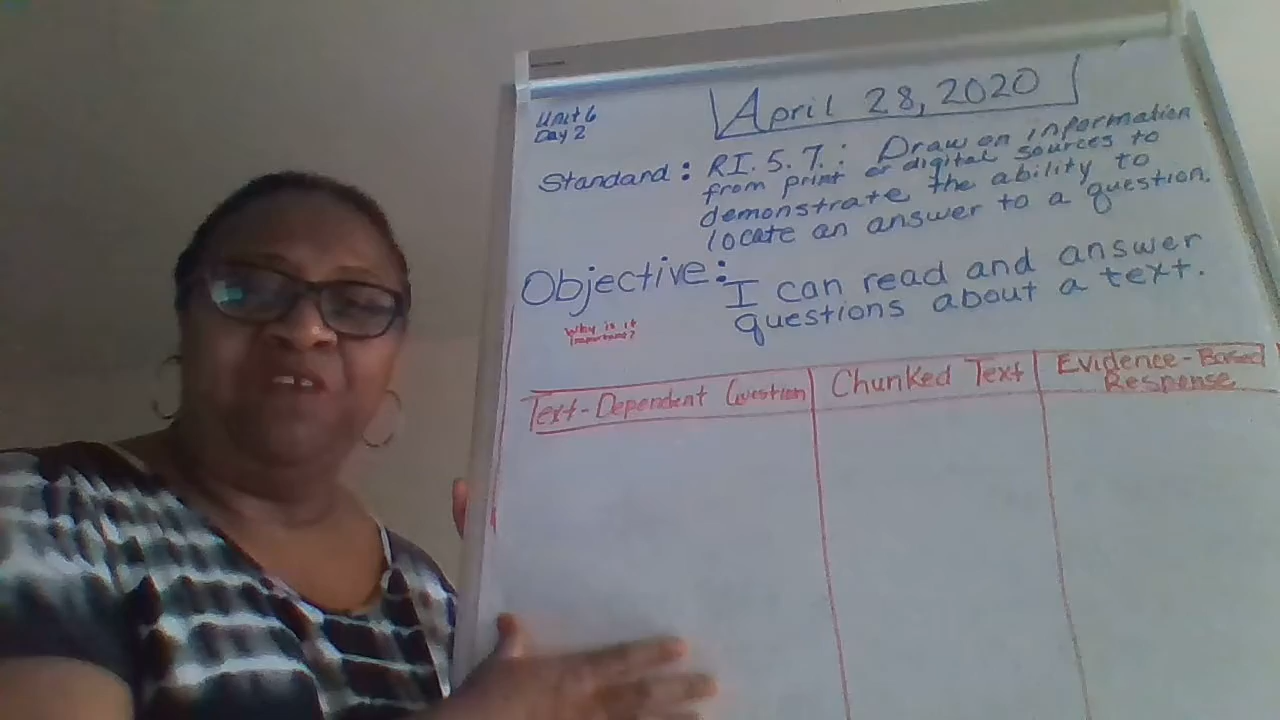 April 28, 2020
Unit 6
Day 2
Standard: RI.5.7.: Draw on information
from print or digital sources to
demonstrate the ability to
locate an answer to a question.
Objective: I can read and answer
questions about a text.
Why is it
important?
Text-Dependent Question
Chunked Text
Evidence-Based
Response